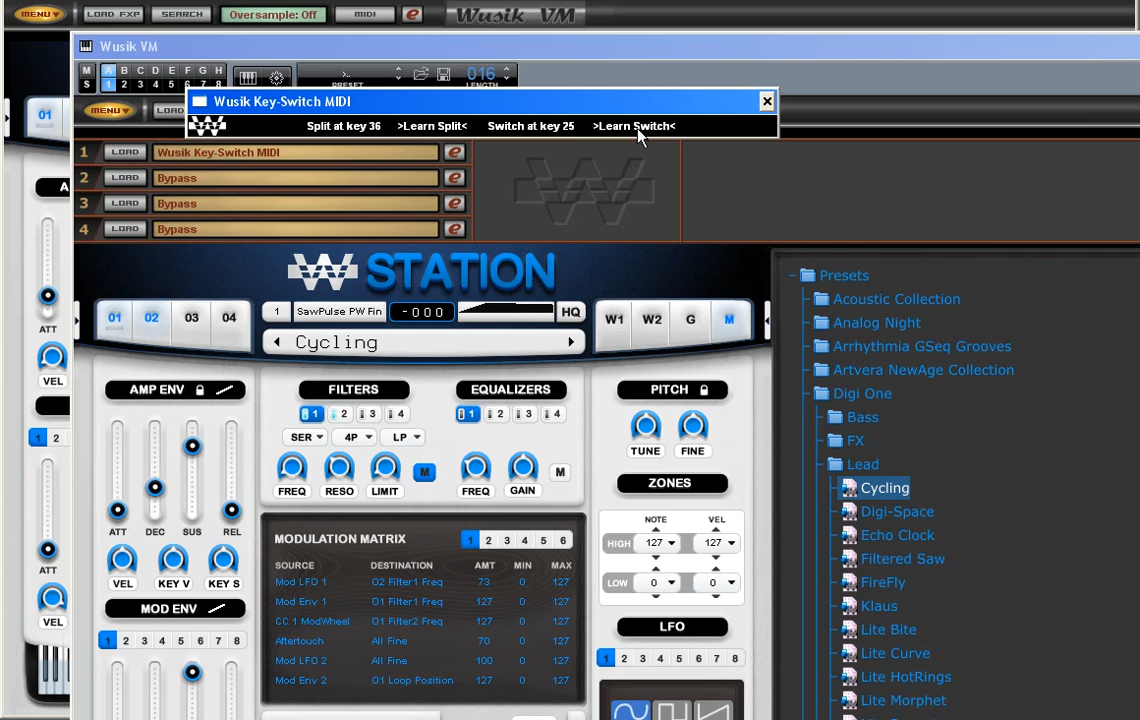 MENU▼ LOAD FXP SEARCH Oversample: Off MIDI e Wusik VM
Wusik VM
M A B C D E F G H
S 1 2 3 4 5 6 7 8
PRESET 016 LENGTH
MENU▼ LOAD
Wusik Key-Switch MIDI
Split at key 36 >Learn Split< Switch at key 25 >Learn Switch<
1 LOAD Wusik Key-Switch MIDI e
2 LOAD Bypass e
3 LOAD Bypass e
4 LOAD Bypass e
W STATION
01
A
ATT
VEL
1 2
ATT
VEL
01 02 03 04
1 SawPulse PW Fin -000 HQ
Cycling
W1 W2 G M
AMP ENV
ATT DEC SUS REL
VEL KEY V KEY S
MOD ENV
1 2 3 4 5 6 7 8
FILTERS
1 2 3 4
SER 4P LP
FREQ RESO LIMIT M
EQUALIZERS
1 2 3 4
FREQ GAIN M
MODULATION MATRIX 1 2 3 4 5 6
SOURCE DESTINATION AMT MIN MAX
Mod LFO 1 O2 Filter1 Freq 73 0 127
Mod Env 1 O1 Filter1 Freq 127 0 127
CC 1 ModWheel O1 Filter2 Freq 127 0 127
Aftertouch All Fine 70 0 127
Mod LFO 2 All Fine 100 0 127
Mod Env 2 O1 Loop Position 127 0 127
PITCH
TUNE FINE
ZONES
NOTE VEL
HIGH 127 127
LOW 0 0
LFO
1 2 3 4 5 6 7 8
Presets
Acoustic Collection
Analog Night
Arrhythmia GSeq Grooves
Artvera NewAge Collection
Digi One
Bass
FX
Lead
Cycling
Digi-Space
Echo Clock
Filtered Saw
FireFly
Klaus
Lite Bite
Lite Curve
Lite HotRings
Lite Morphet